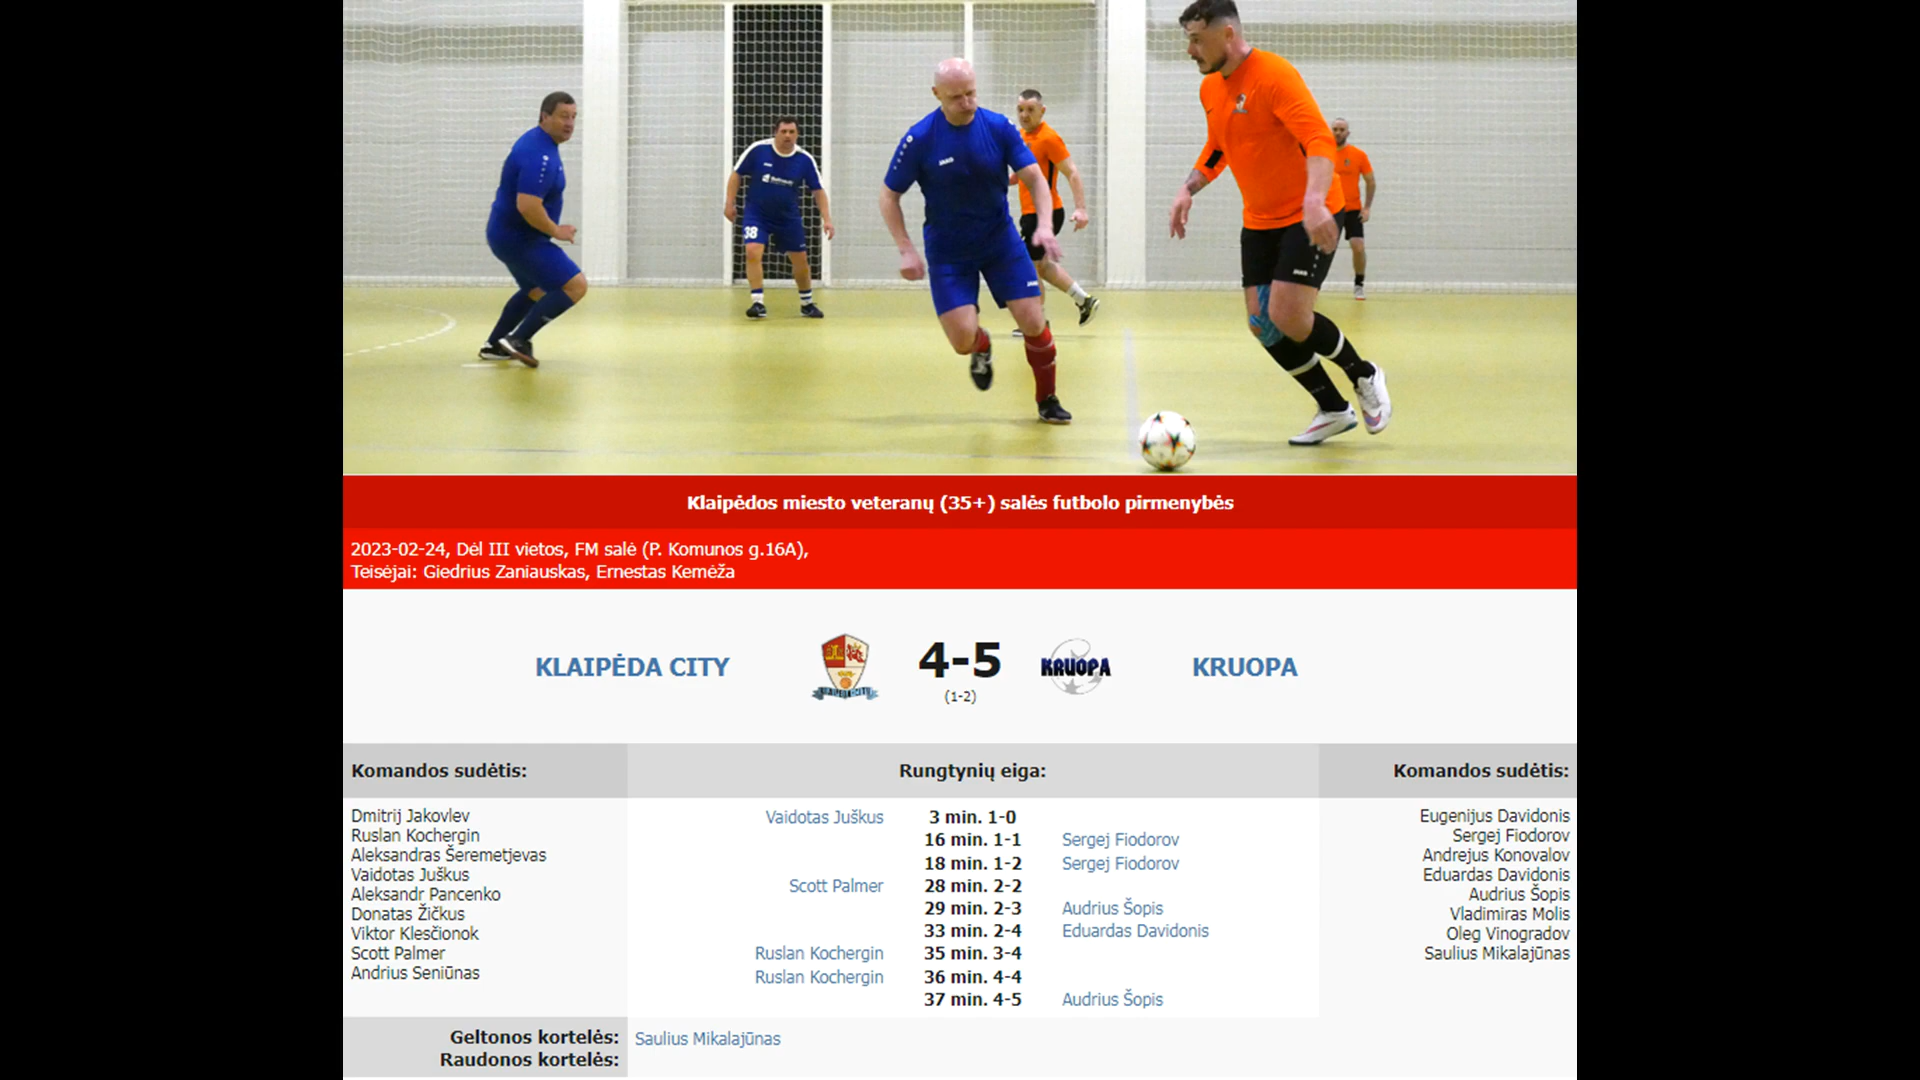 JAKO
JAKO
38
JAKO
JAKO
Klaipėdos miesto veteranų (35+) salės futbolo pirmenybės
2023-02-24, Dėl III vietos, FM salė (P. Komunos g.16A),
Teisėjai: Giedrius Zaniauskas, Ernestas Kemėža
KLAIPĖDA CITY
4-5
(1-2)
KRUOPA
KRUOPA
Komandos sudėtis:
Rungtynių eiga:
Komandos sudėtis:
Dmitrij Jakovlev
Ruslan Kochergin
Aleksandras Šeremetjevas
Vaidotas Juškus
Aleksandr Pancenko
Donatas Žičkus
Viktor Klesčionok
Scott Palmer
Andrius Seniūnas
Vaidotas Juškus 3 min. 1-0
16 min. 1-1 Sergej Fiodorov
18 min. 1-2 Sergej Fiodorov
Scott Palmer 28 min. 2-2
29 min. 2-3 Audrius Šopis
33 min. 2-4 Eduardas Davidonis
Ruslan Kochergin 35 min. 3-4
Ruslan Kochergin 36 min. 4-4
37 min. 4-5 Audrius Šopis
Eugenijus Davidonis
Sergej Fiodorov
Andrejus Konovalov
Eduardas Davidonis
Audrius Šopis
Vladimiras Molis
Oleg Vinogradov
Saulius Mikalajūnas
Geltonos kortelės: Saulius Mikalajūnas
Raudonos kortelės: